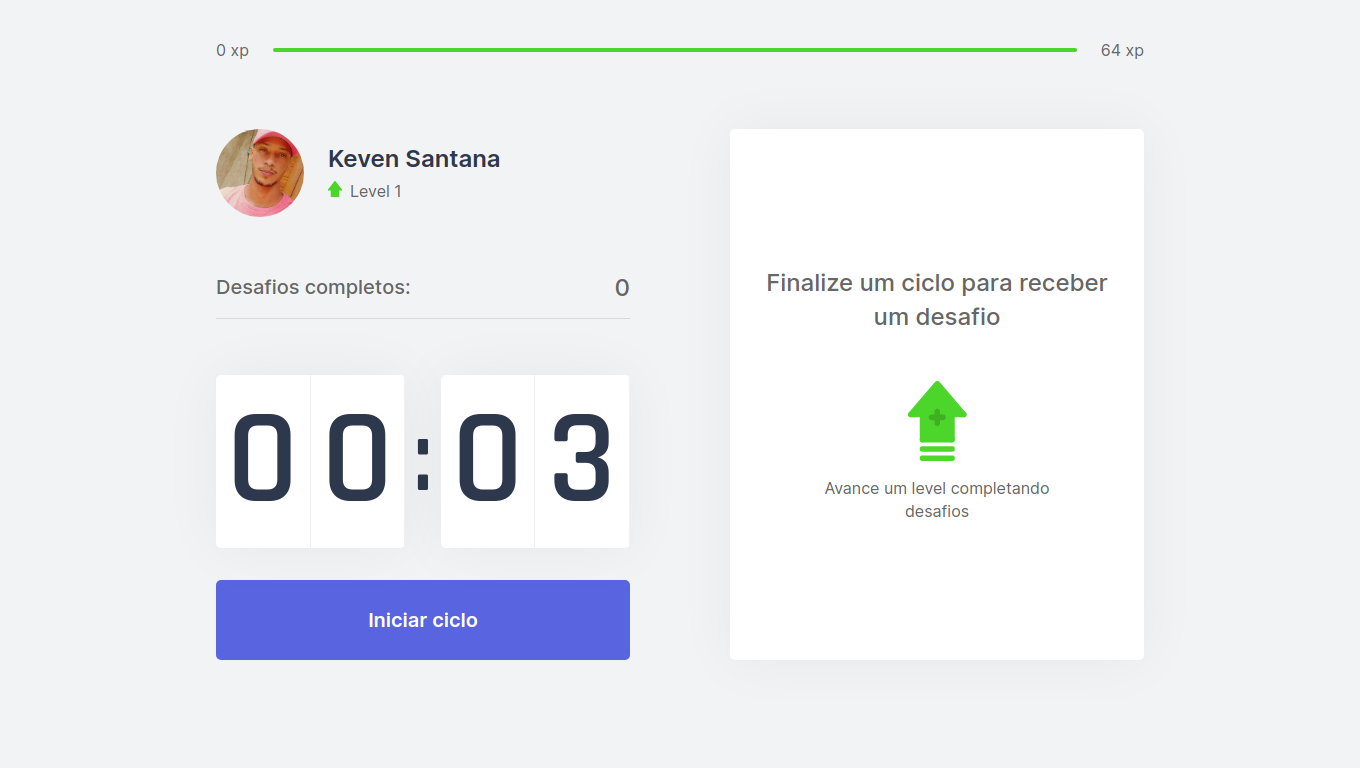 0 xp
64 xp
Keven Santana
Level 1
Desafios completos:
0
00:03
Iniciar ciclo
Finalize um ciclo para receber
um desafio
Avance um level completando
desafios